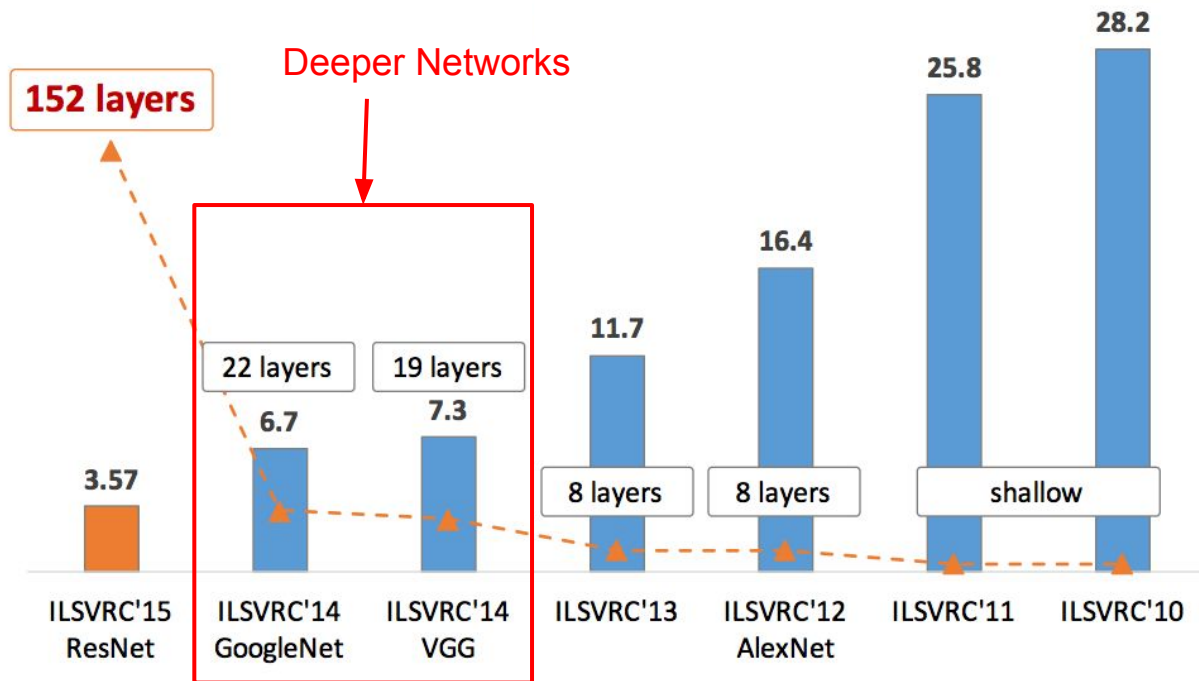 28.2
Deeper Networks
25.8
152 layers
16.4
11.7
22 layers
19 layers
7.3
6.7
3.57
8 layers
8 layers
shallow
ILSVRC'15
ResNet
ILSVRC'14
GoogleNet
ILSVRC'14
VGG
ILSVRC'13
ILSVRC'12
AlexNet
ILSVRC'11
ILSVRC'10